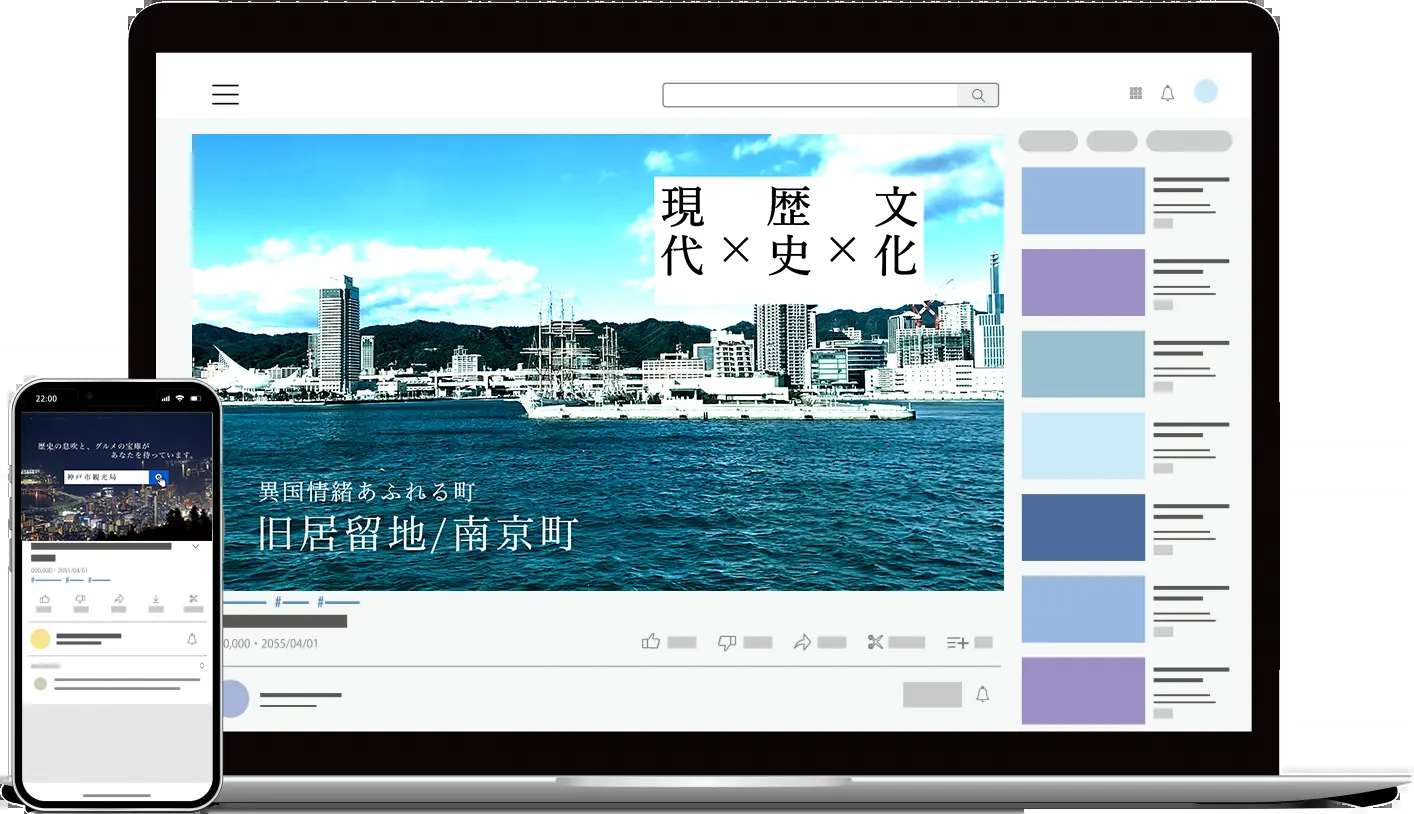 現代×歴史×文化
異国情緒あふれる町
旧居留地/南京町
# #
0,000・2055/04/01
22:00
歴史の息吹と、グルメの宝庫が
あなたを待っています。
神戸市観光局
000,000・2055/04/01
# # #